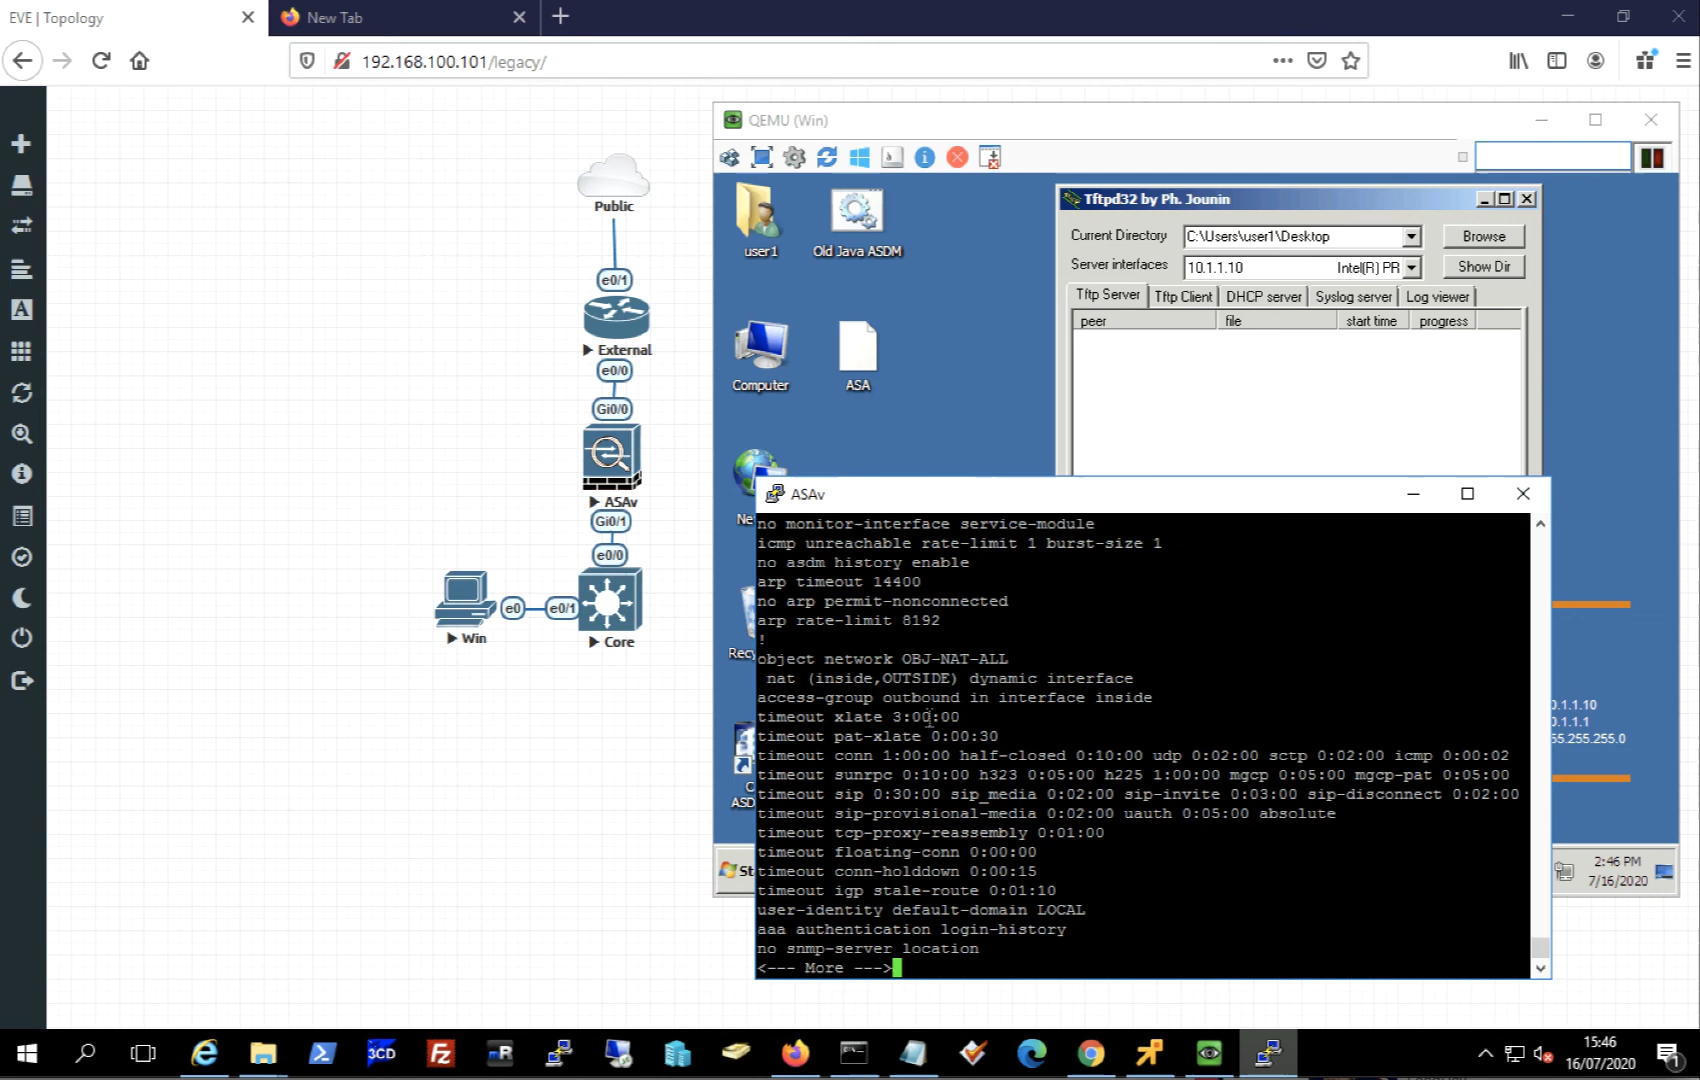 EVE | Topology
New Tab
192.168.100.101/legacy/
Public
e0/1
External
e0/0
Gi0/0
ASAv
Gi0/1
e0/0
Win
e0
e0/1
Core
QEMU (Win)
user1
Old Java ASDM
Computer
ASA
Tftpd32 by Ph. Jounin
Current Directory
C:\Users\user1\Desktop
Browse
Server interfaces
10.1.1.10
Intel(R) PR
Show Dir
Tftp Server
Tftp Client
DHCP server
Syslog server
Log viewer
peer
file
start time
progress
ASAv
no monitor-interface service-module
icmp unreachable rate-limit 1 burst-size 1
no asdm history enable
arp timeout 14400
no arp permit-nonconnected
arp rate-limit 8192
!
object network OBJ-NAT-ALL
nat (inside,OUTSIDE) dynamic interface
access-group outbound in interface inside
timeout xlate 3:00:00
timeout pat-xlate 0:00:30
timeout conn 1:00:00 half-closed 0:10:00 udp 0:02:00 sctp 0:02:00 icmp 0:00:02
timeout sunrpc 0:10:00 h323 0:05:00 h225 1:00:00 mgcp 0:05:00 mgcp-pat 0:05:00
timeout sip 0:30:00 sip_media 0:02:00 sip-invite 0:03:00 sip-disconnect 0:02:00
timeout sip-provisional-media 0:02:00 uauth 0:05:00 absolute
timeout tcp-proxy-reassembly 0:01:00
timeout floating-conn 0:00:00
timeout conn-holddown 0:00:15
timeout igp stale-route 0:01:10
user-identity default-domain LOCAL
aaa authentication login-history
no snmp-server location
<--- More --->
0.1.1.10
0.1.1.1
55.255.255.0
2:46 PM
7/16/2020
3CD
15:46
16/07/2020